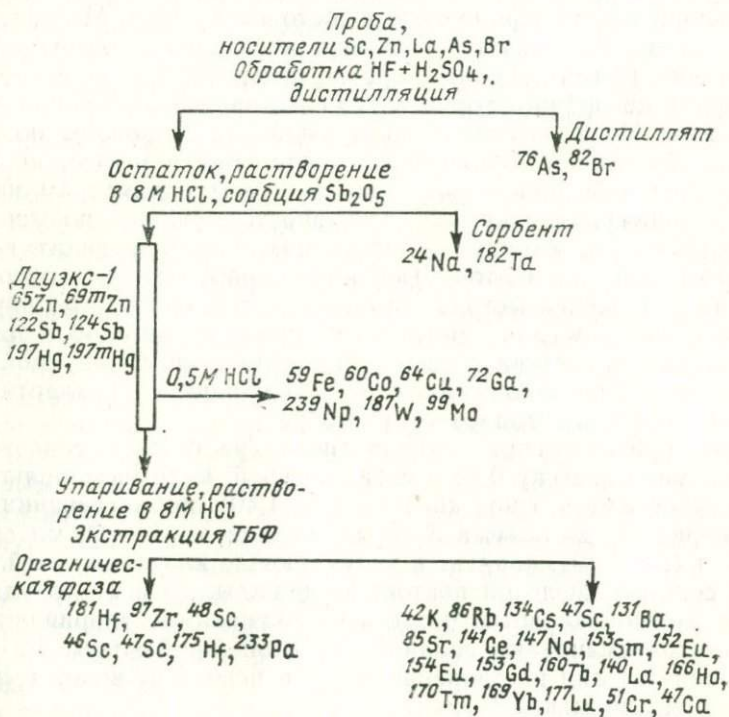 Проба,
носители Sc, Zn, La, As, Br
Обработка HF+H₂SO₄,
дистилляция
Дистиллят
⁷⁶As, ⁸²Br
Остаток, растворение
в 8М HCl, сорбция Sb₂O₅
Сорбент
²⁴Na, ¹⁸²Ta
Дауэкс-1
⁶⁵Zn, ⁶⁹ᵐZn
¹²²Sb, ¹²⁴Sb
¹⁹⁷Hg, ¹⁹⁷ᵐHg
0,5М HCl
⁵⁹Fe, ⁶⁰Co, ⁶⁴Cu, ⁷²Ga,
²³⁹Np, ¹⁸⁷W, ⁹⁹Mo
Упаривание, раство-
рение в 8М HCl
Экстракция ТБФ
Органичес-
кая фаза
¹⁸¹Hf, ⁹⁷Zr, ⁴⁸Sc,
⁴⁶Sc, ⁴⁷Sc, ¹⁷⁵Hf, ²³³Pa
⁴²K, ⁸⁶Rb, ¹³⁴Cs, ⁴⁷Sc, ¹³¹Ba,
⁸⁵Sr, ¹⁴¹Ce, ¹⁴⁷Nd, ¹⁵³Sm, ¹⁵²Eu,
¹⁵⁴Eu, ¹⁵³Gd, ¹⁶⁰Tb, ¹⁴⁰La, ¹⁶⁶Ho,
¹⁷⁰Tm, ¹⁶⁹Yb, ¹⁷⁷Lu, ⁵¹Cr, ⁴⁷Ca